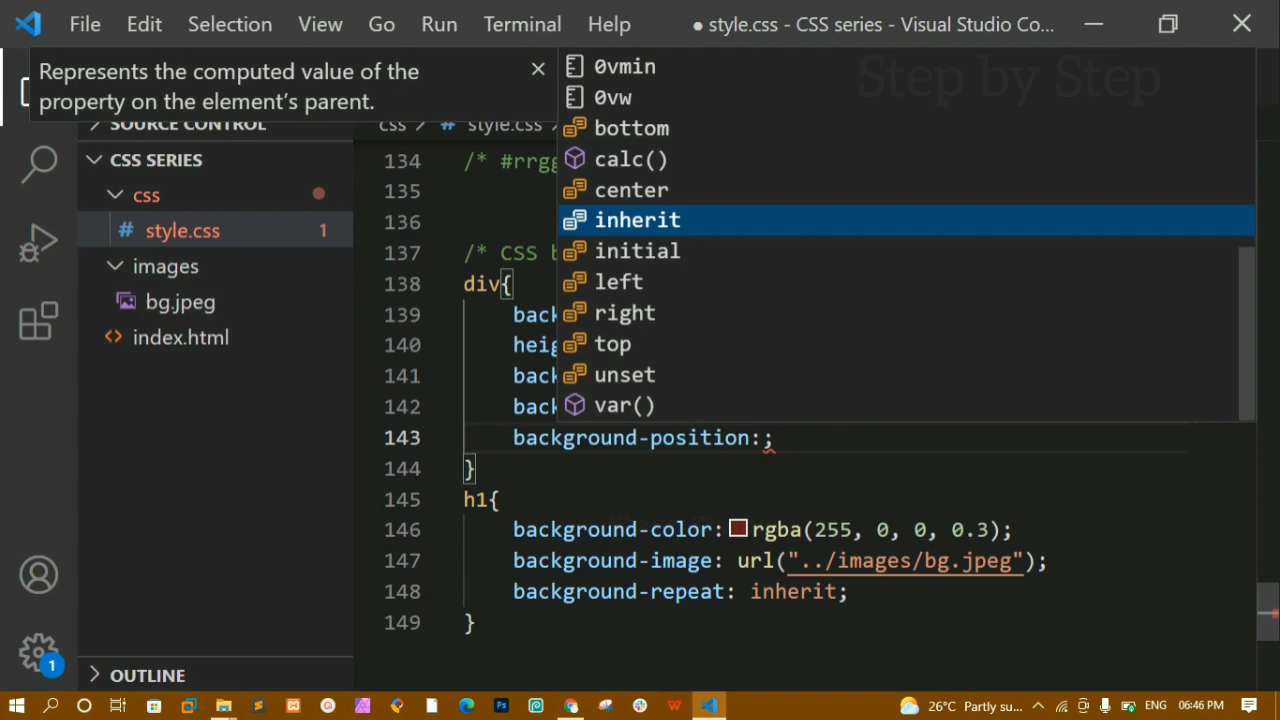 File Edit Selection View Go Run Terminal Help ● style.css - CSS series - Visual Studio Co...
Step by Step
Represents the computed value of the
property on the element's parent.
SOURCE CONTROL
CSS SERIES
css
# style.css 1
images
bg.jpeg
<> index.html
OUTLINE
css # style.css
0vmin
0vw
bottom
calc()
center
inherit
initial
left
right
top
unset
var()
134 /* #rrgg
135
136
137 /* CSS b
138 div{
139 back
140 heig
141 back
142 back
143 background-position:;
144 }
145 h1{
146 background-color: rgba(255, 0, 0, 0.3);
147 background-image: url("../images/bg.jpeg");
148 background-repeat: inherit;
149 }
1
26°C Partly su... ENG 06:46 PM